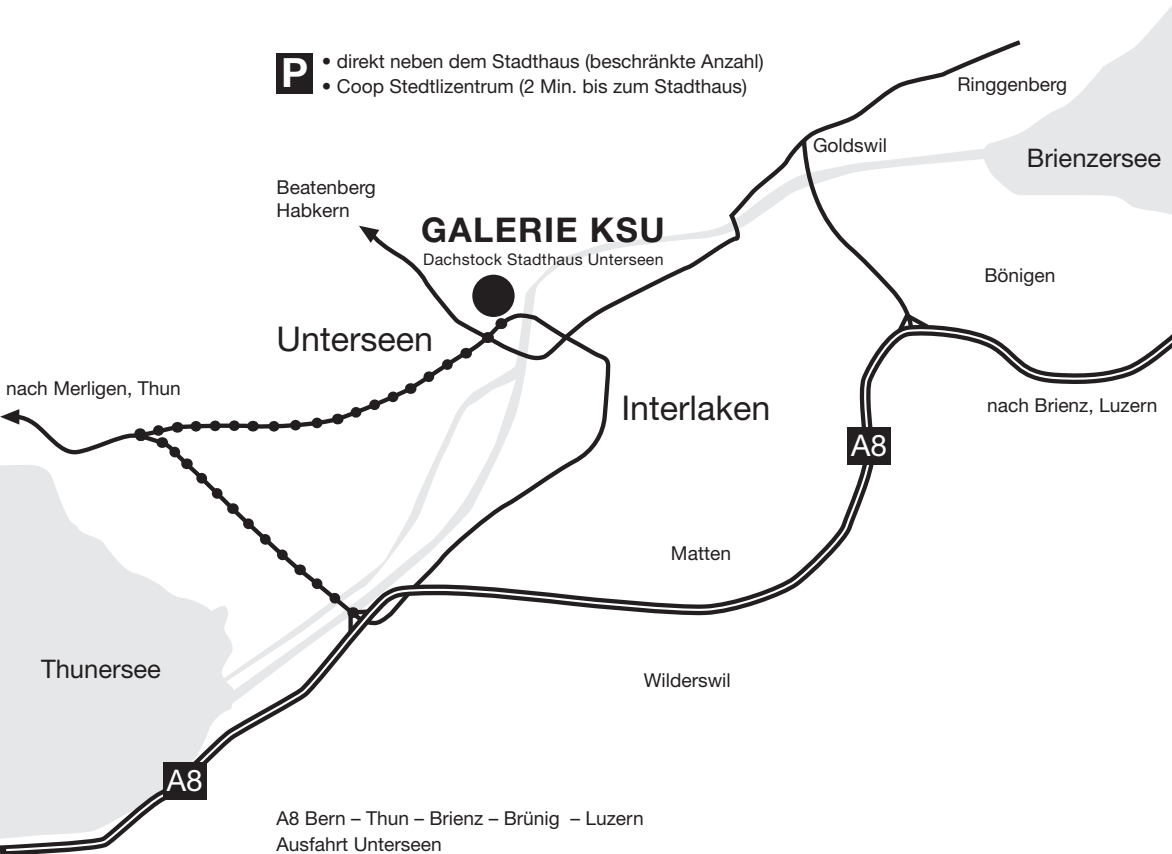 P
• direkt neben dem Stadthaus (beschränkte Anzahl)
• Coop Stedtlizentrum (2 Min. bis zum Stadthaus)
Ringgenberg
Goldswil
Brienzersee
Beatenberg
Habkern
GALERIE KSU
Dachstock Stadthaus Unterseen
Bönigen
Unterseen
nach Merligen, Thun
Interlaken
nach Brienz, Luzern
A8
Matten
Thunersee
Wilderswil
A8
A8 Bern – Thun – Brienz – Brünig – Luzern
Ausfahrt Unterseen